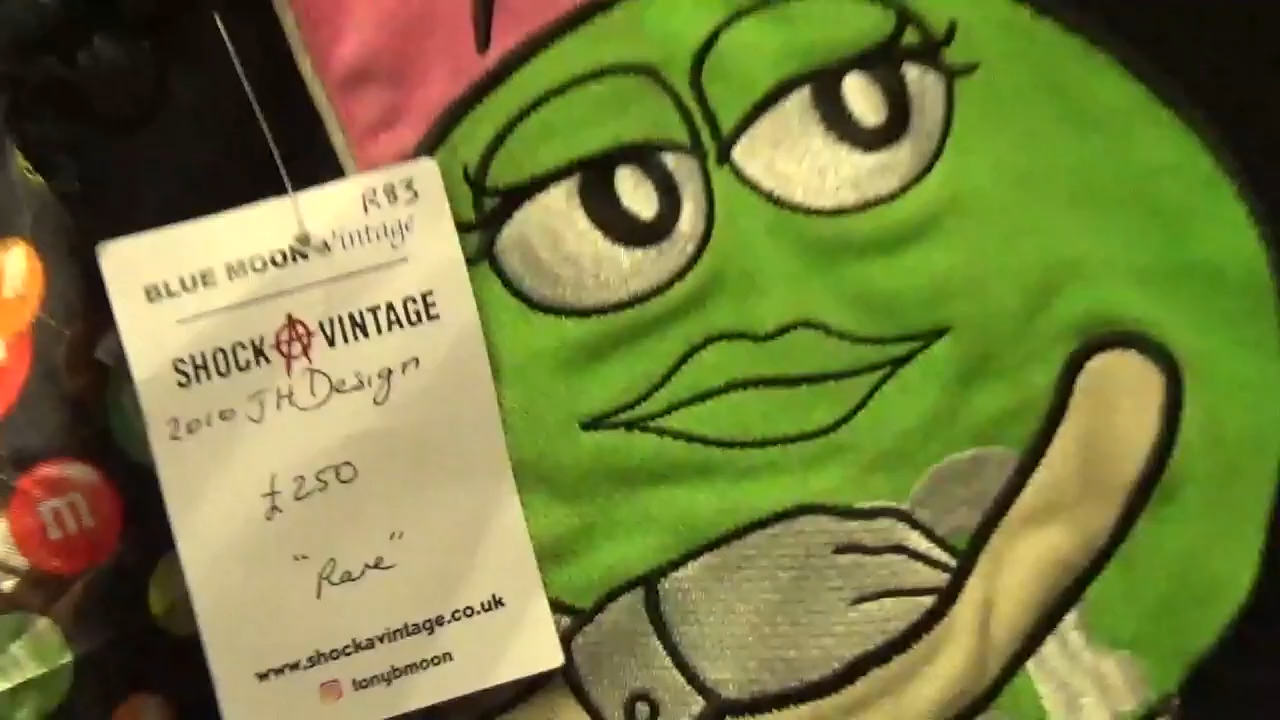 R83
BLUE MOON Vintage
SHOCK A VINTAGE
2010 JH Design
£250
"Rare"
www.shockavintage.co.uk
tonybmoon
m